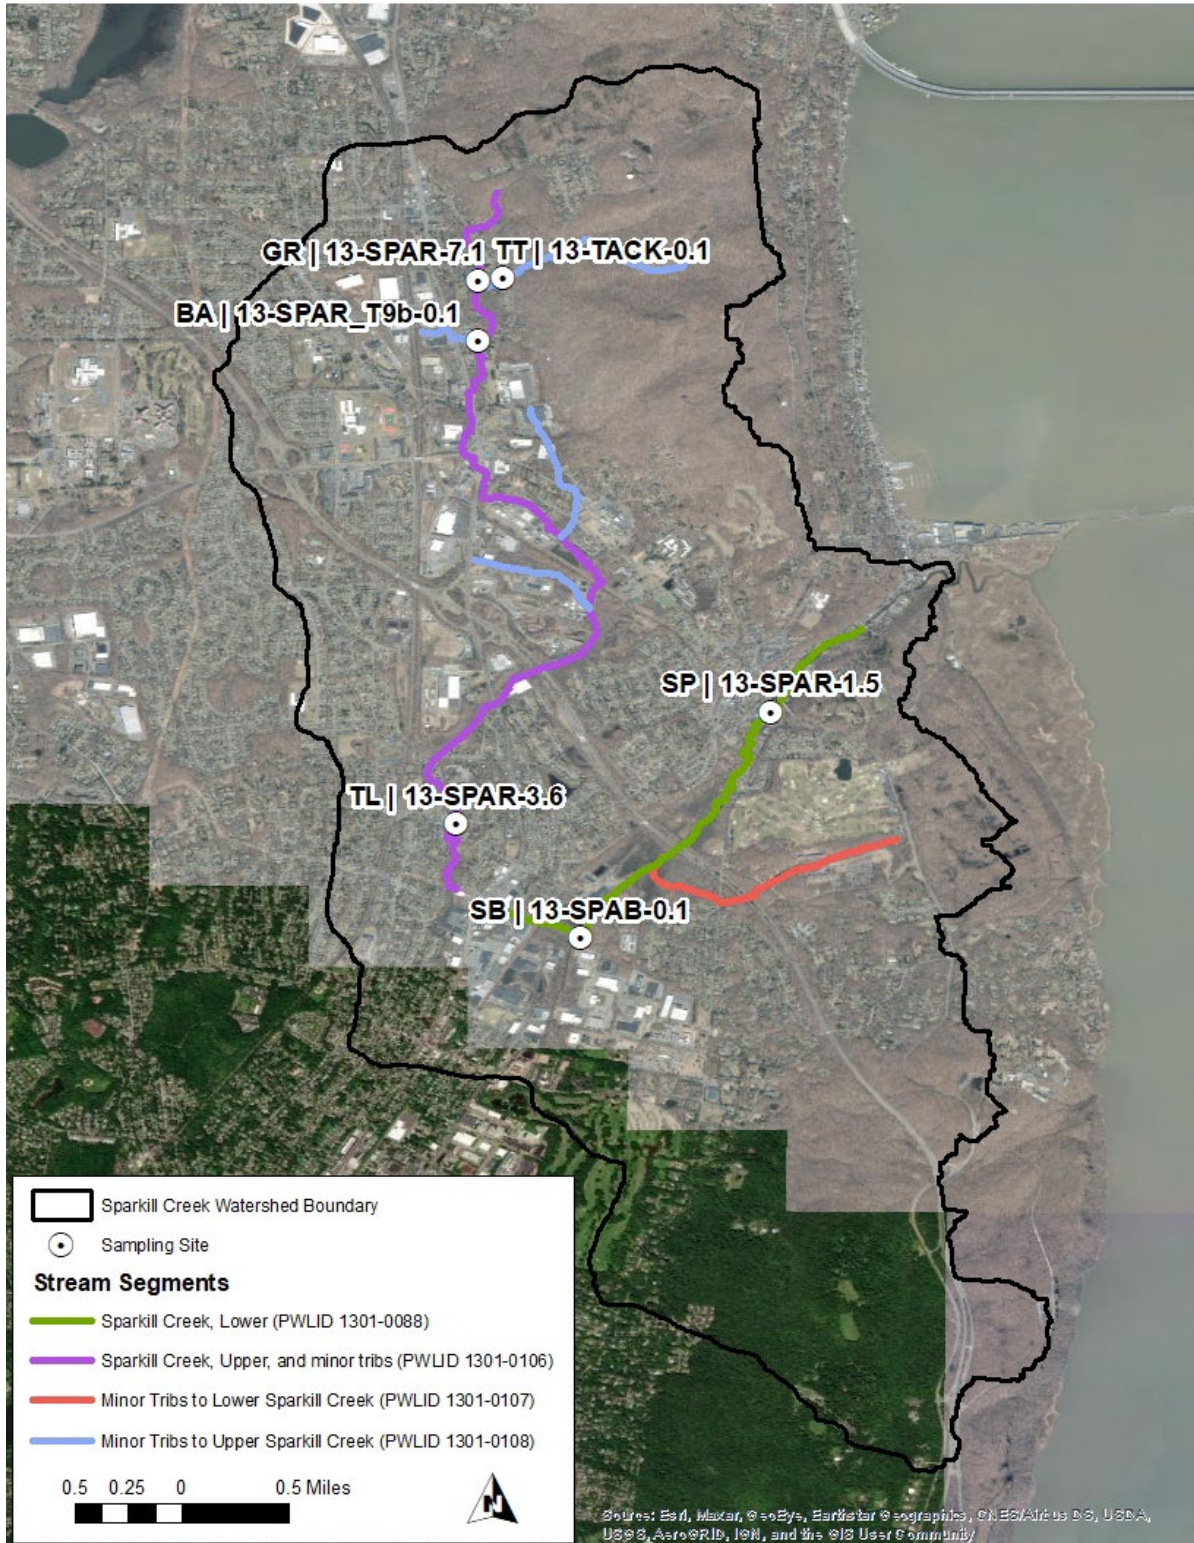 GR | 13-SPAR-7.1 TT | 13-TACK-0.1
BA | 13-SPAR_T9b-0.1
SP | 13-SPAR-1.5
TL | 13-SPAR-3.6
SB | 13-SPAB-0.1
Sparkill Creek Watershed Boundary
Sampling Site
Stream Segments
Sparkill Creek, Lower (PWLID 1301-0088)
Sparkill Creek, Upper, and minor tribs (PWLID 1301-0106)
Minor Tribs to Lower Sparkill Creek (PWLID 1301-0107)
Minor Tribs to Upper Sparkill Creek (PWLID 1301-0108)
0.5 0.25 0 0.5 Miles
N
Source: Esri, Maxar, GeoEye, Earthstar Geographics, CNES/Airbus DS, USDA,
USGS, AeroGRID, IGN, and the GIS User Community